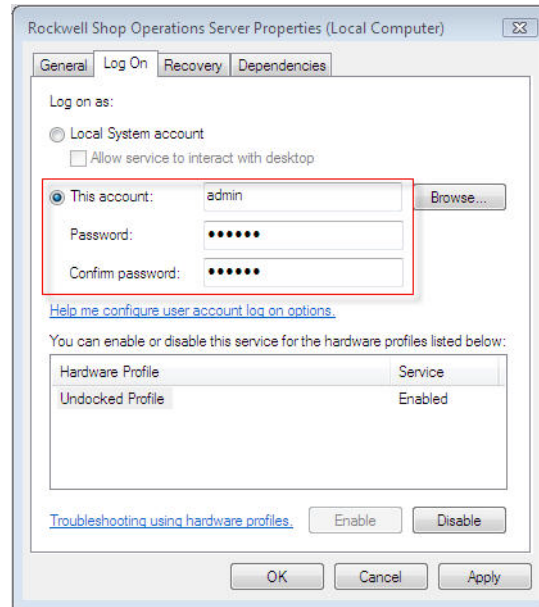 Rockwell Shop Operations Server Properties (Local Computer)
General Log On Recovery Dependencies
Log on as:
Local System account
Allow service to interact with desktop
This account: admin Browse...
Password: ●●●●●●
Confirm password: ●●●●●●
Help me configure user account log on options.
You can enable or disable this service for the hardware profiles listed below:
Hardware Profile Service
Undocked Profile Enabled
Troubleshooting using hardware profiles. Enable Disable
OK Cancel Apply